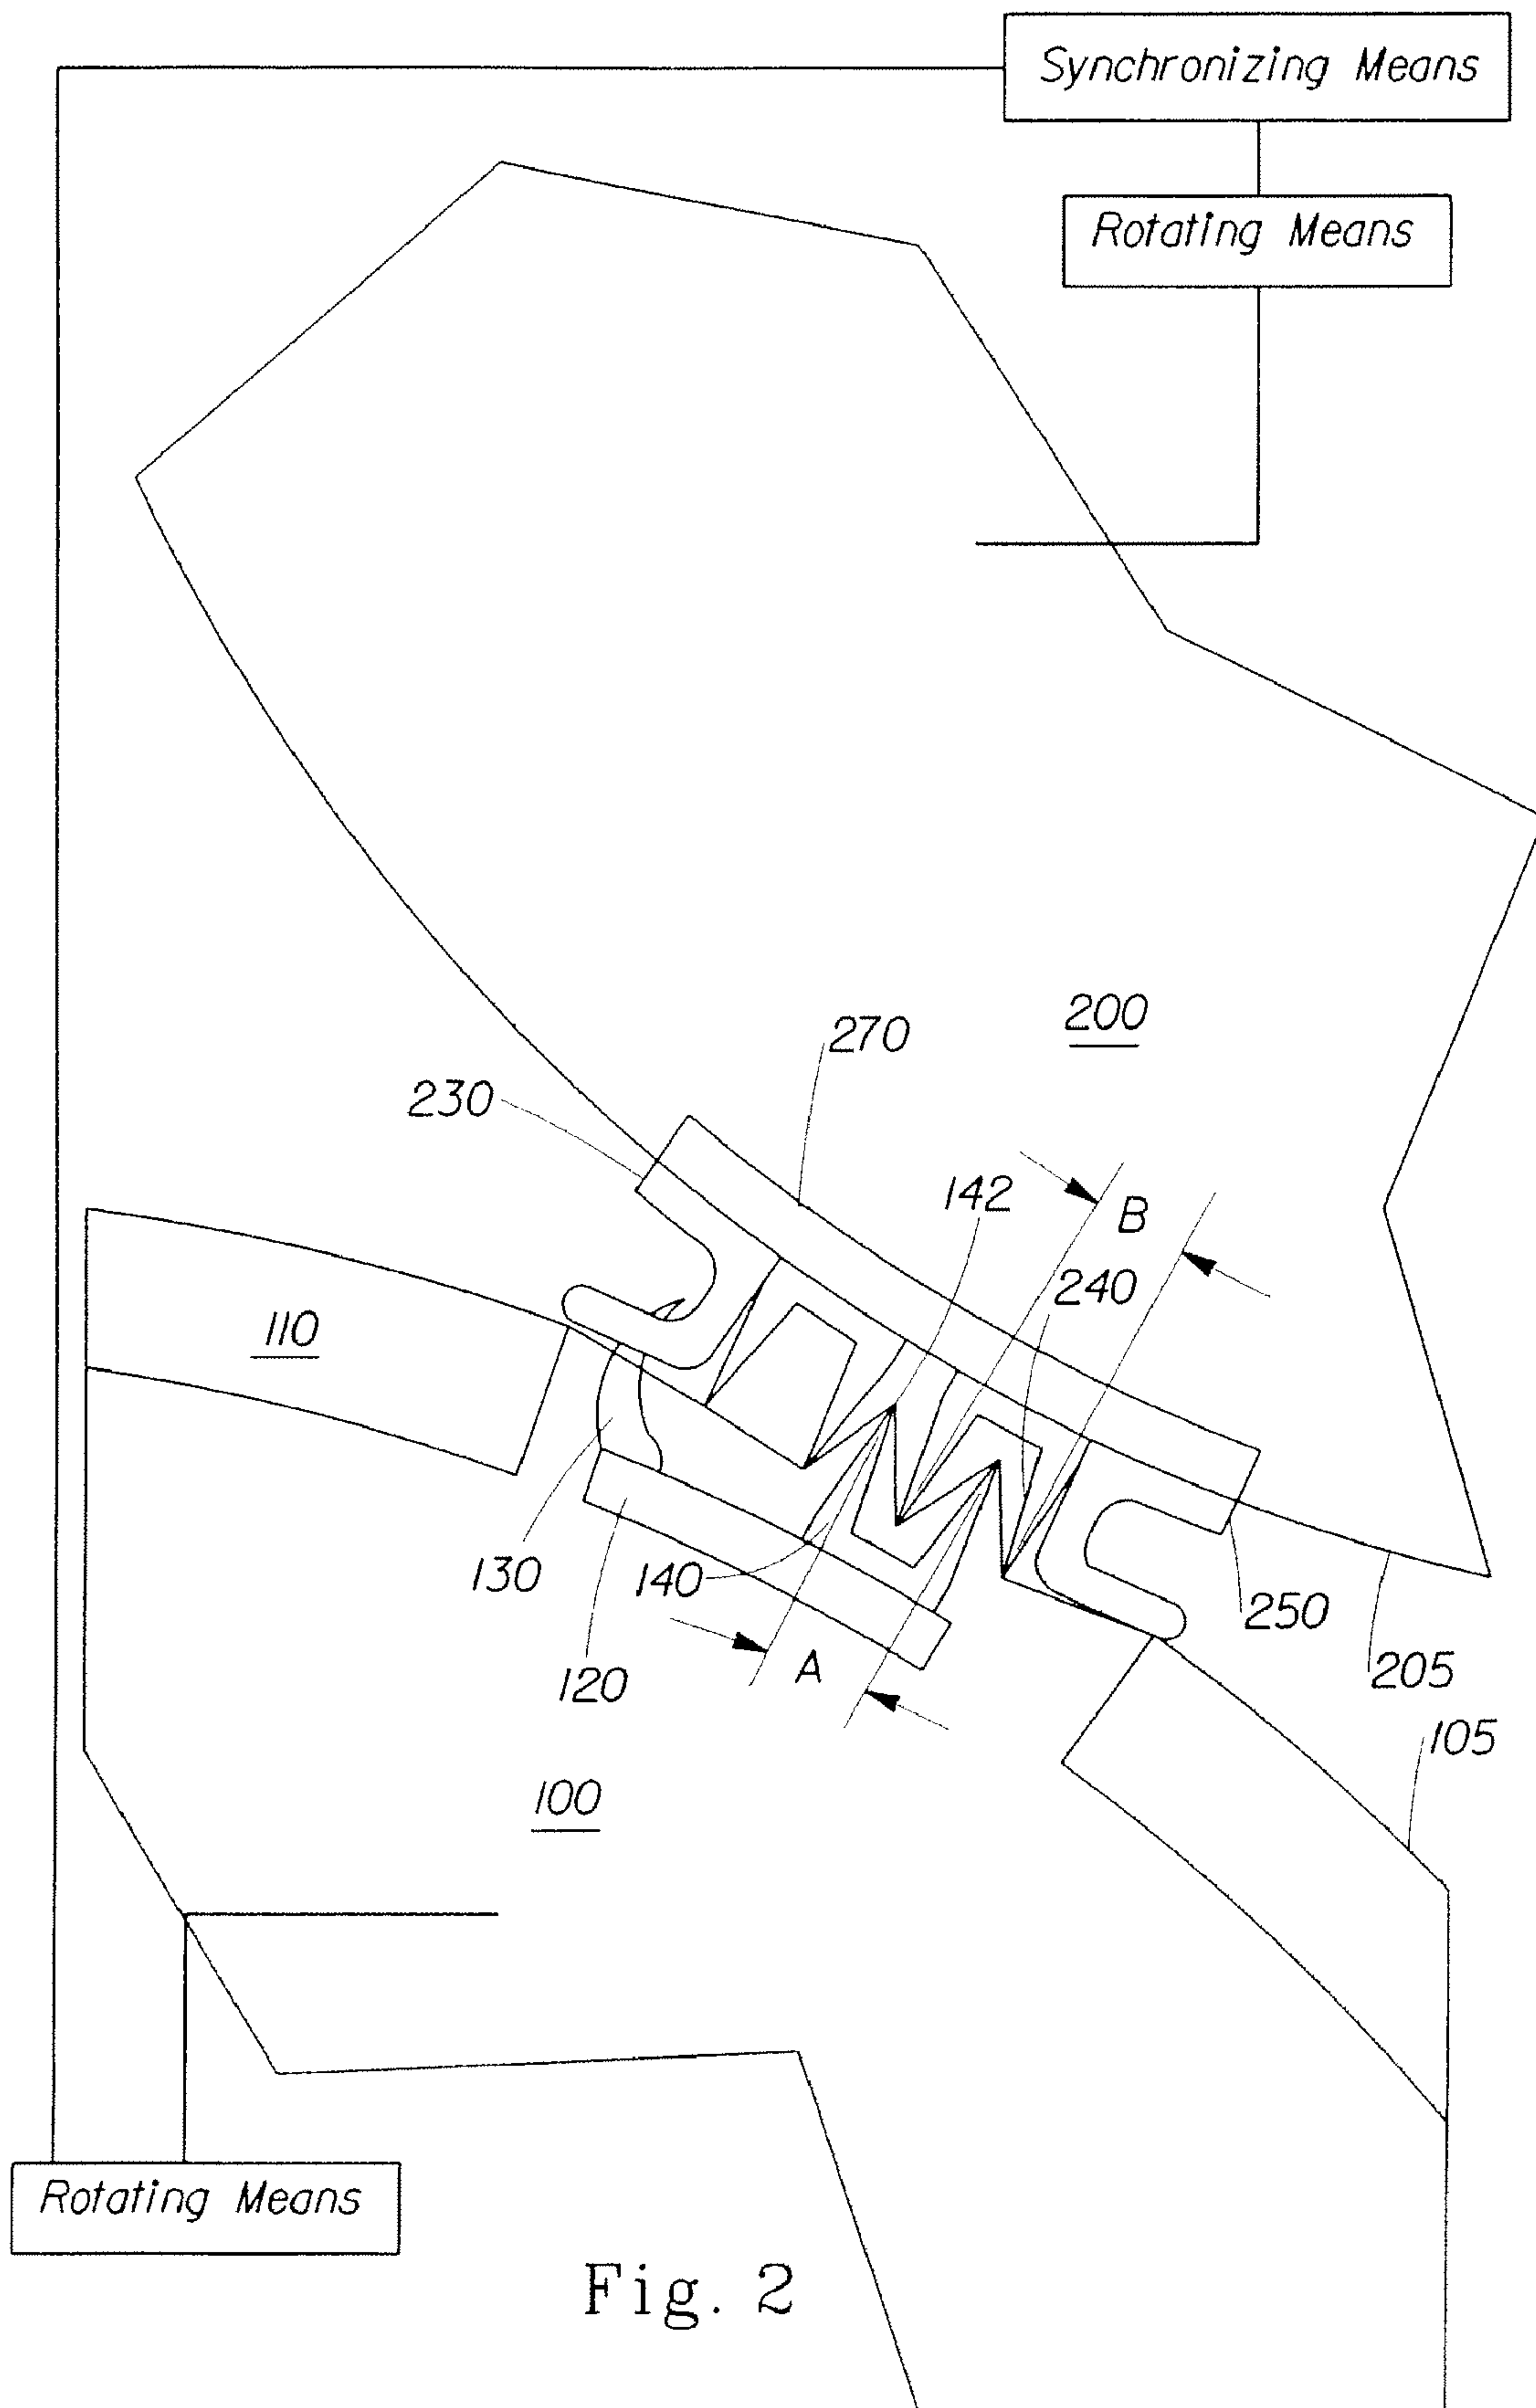 Synchronizing Means
Rotating Means
200
270
230
142
B
240
110
130
140
250
120
A
205
105
100
Rotating Means
Fig. 2